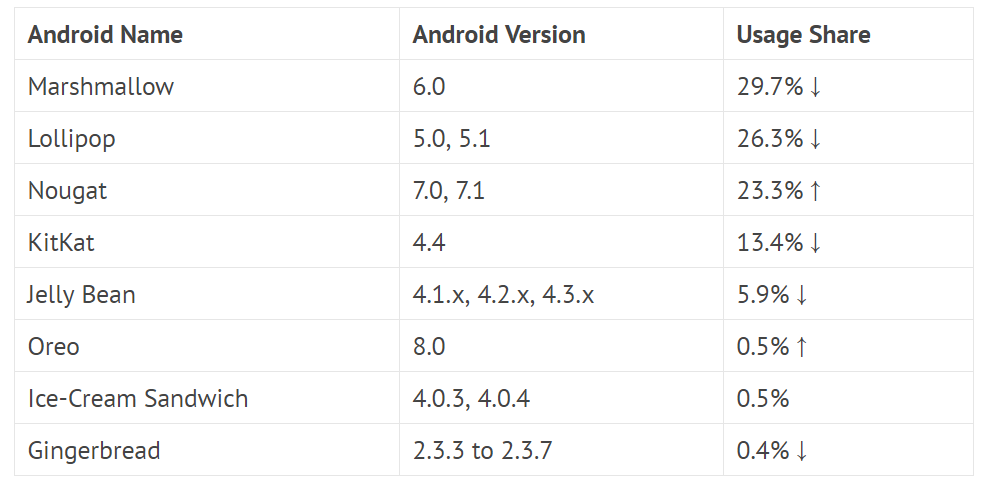 Android Name Android Version Usage Share
Marshmallow 6.0 29.7% ↓
Lollipop 5.0, 5.1 26.3% ↓
Nougat 7.0, 7.1 23.3% ↑
KitKat 4.4 13.4% ↓
Jelly Bean 4.1.x, 4.2.x, 4.3.x 5.9% ↓
Oreo 8.0 0.5% ↑
Ice-Cream Sandwich 4.0.3, 4.0.4 0.5%
Gingerbread 2.3.3 to 2.3.7 0.4% ↓